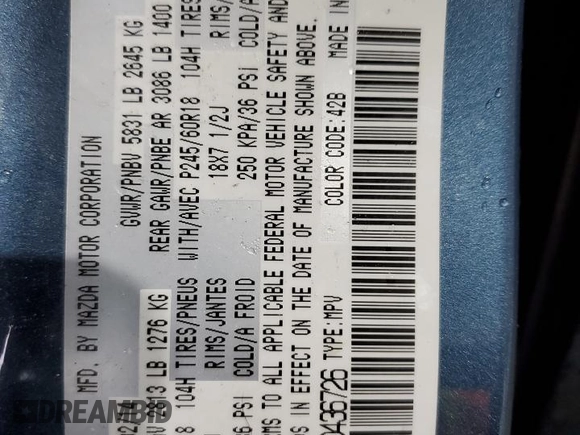 MFD. BY MAZDA MOTOR CORPORATION
GVWR/PNBV 5831 LB 2645 KG
LB 1276 KG REAR GAWR/PNBE AR 3086 LB 1400
104H TIRES/PNEUS WITH/AVEC P245/60R18 104H TIRES
RIMS/JANTES 18X7 1/2J RIMS/
PSI COLD/A FROID 250 KPA/36 PSI COLD/A
TO ALL APPLICABLE FEDERAL MOTOR VEHICLE SAFETY AND
IN EFFECT ON THE DATE OF MANUFACTURE SHOWN ABOVE.
436726 TYPE:MPV COLOR CODE:42B MADE IN
RIDESAFELY